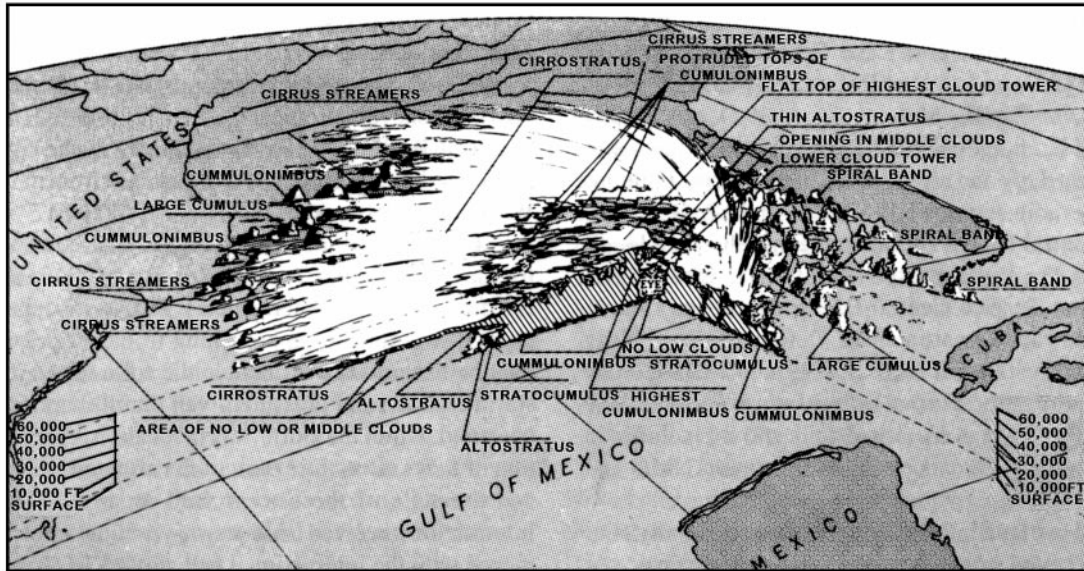 CIRRUS STREAMERS
CIRROSTRATUS
PROTRUDED TOPS OF
CUMULONIMBUS
CIRRUS STREAMERS
FLAT TOP OF HIGHEST CLOUD TOWER
THIN ALTOSTRATUS
OPENING IN MIDDLE CLOUDS
LOWER CLOUD TOWER
SPIRAL BAND
UNITED STATES
CUMMULONIMBUS
LARGE CUMULUS
CUMMULONIMBUS
SPIRAL BAND
CIRRUS STREAMERS
EYE
SPIRAL BAND
CIRRUS STREAMERS
CUBA
NO LOW CLOUDS
CUMMULONIMBUS
STRATOCUMULUS
LARGE CUMULUS
CIRROSTRATUS
ALTOSTRATUS
STRATOCUMULUS
HIGHEST
CUMULONIMBUS
CUMMULONIMBUS
AREA OF NO LOW OR MIDDLE CLOUDS
ALTOSTRATUS
60,000
50,000
40,000
30,000
20,000
10,000 FT
SURFACE
60,000
50,000
40,000
30,000
20,000
10,000FT
SURFACE
GULF OF MEXICO
MEXICO